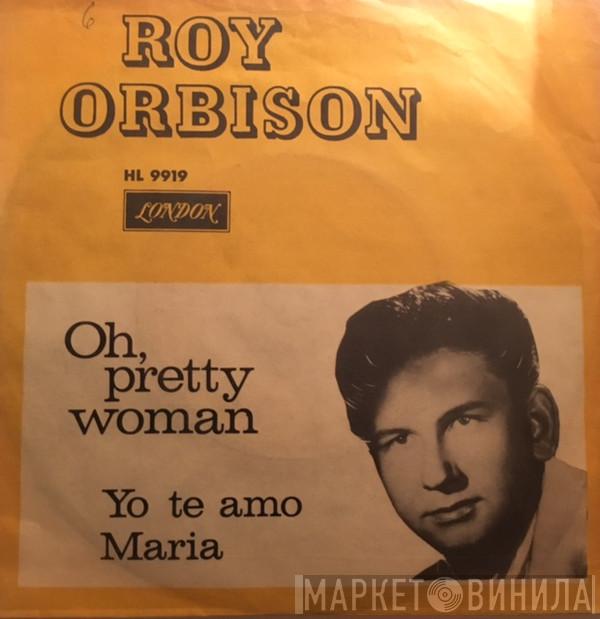 6
ROY
ORBISON
HL 9919
LONDON
Oh,
pretty
woman
Yo te amo
Maria
МАРКЕТ ВИНИЛА